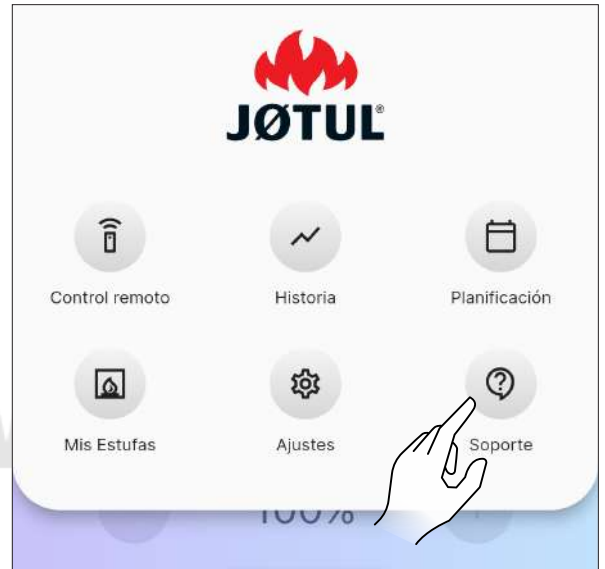 JØTUL®
Control remoto
Historia
Planificación
Mis Estufas
Ajustes
Soporte
100%